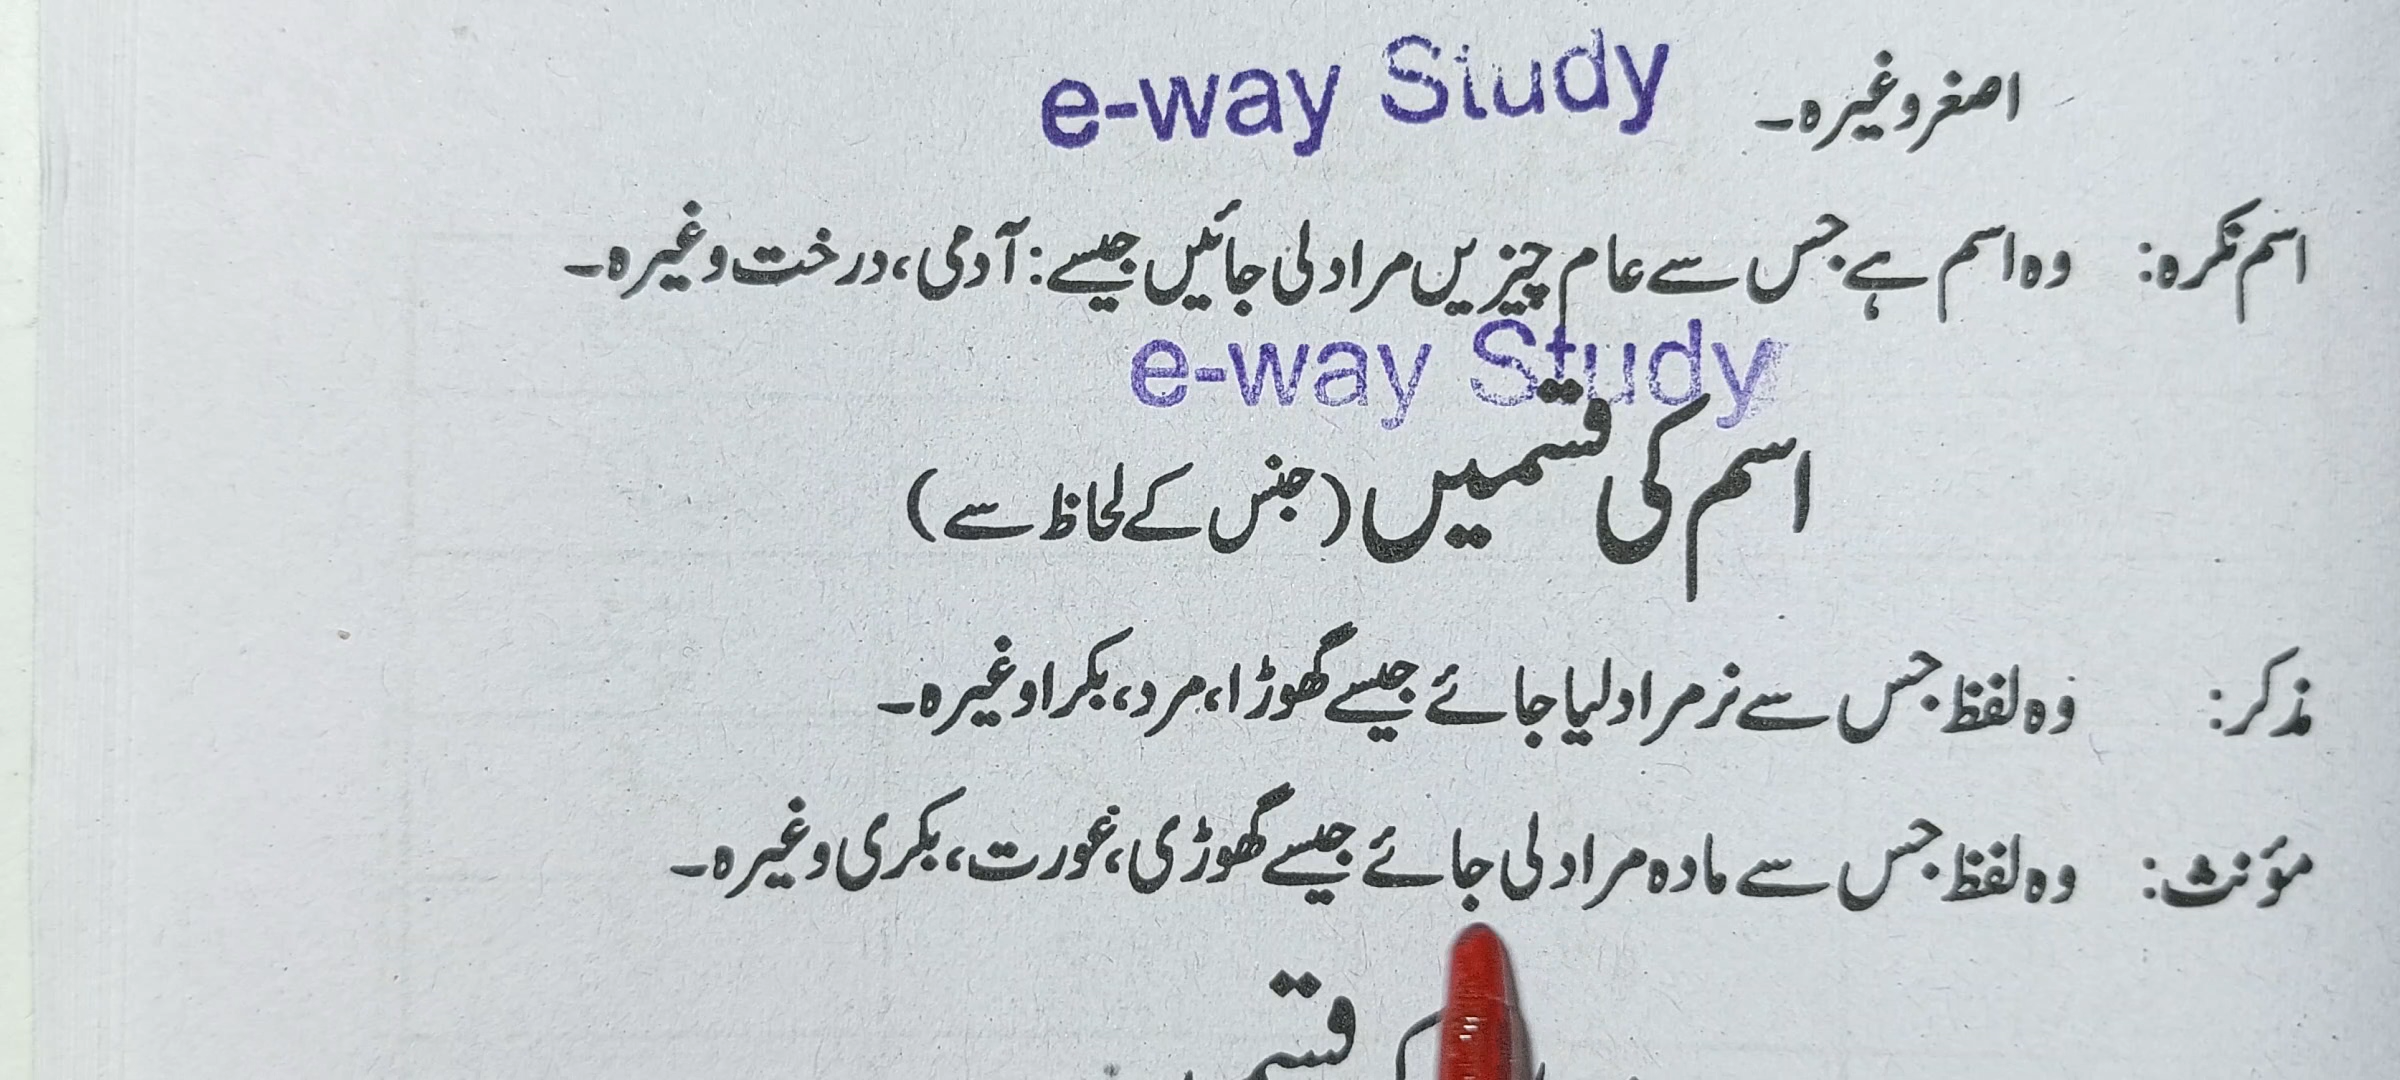 اصغر وغیرہ۔ e-way Study
اسم نکرہ: وہ اسم ہے جس سے عام چیزیں مراد لی جائیں جیسے: آدمی، درخت وغیرہ۔
e-way Study
اسم کی قسمیں (جنس کے لحاظ سے)
مذکر: وہ لفظ جس سے نر مراد لیا جائے جیسے گھوڑا، مرد، بکرا وغیرہ۔
مؤنث: وہ لفظ جس سے مادہ مراد لی جائے جیسے گھوڑی، عورت، بکری وغیرہ۔